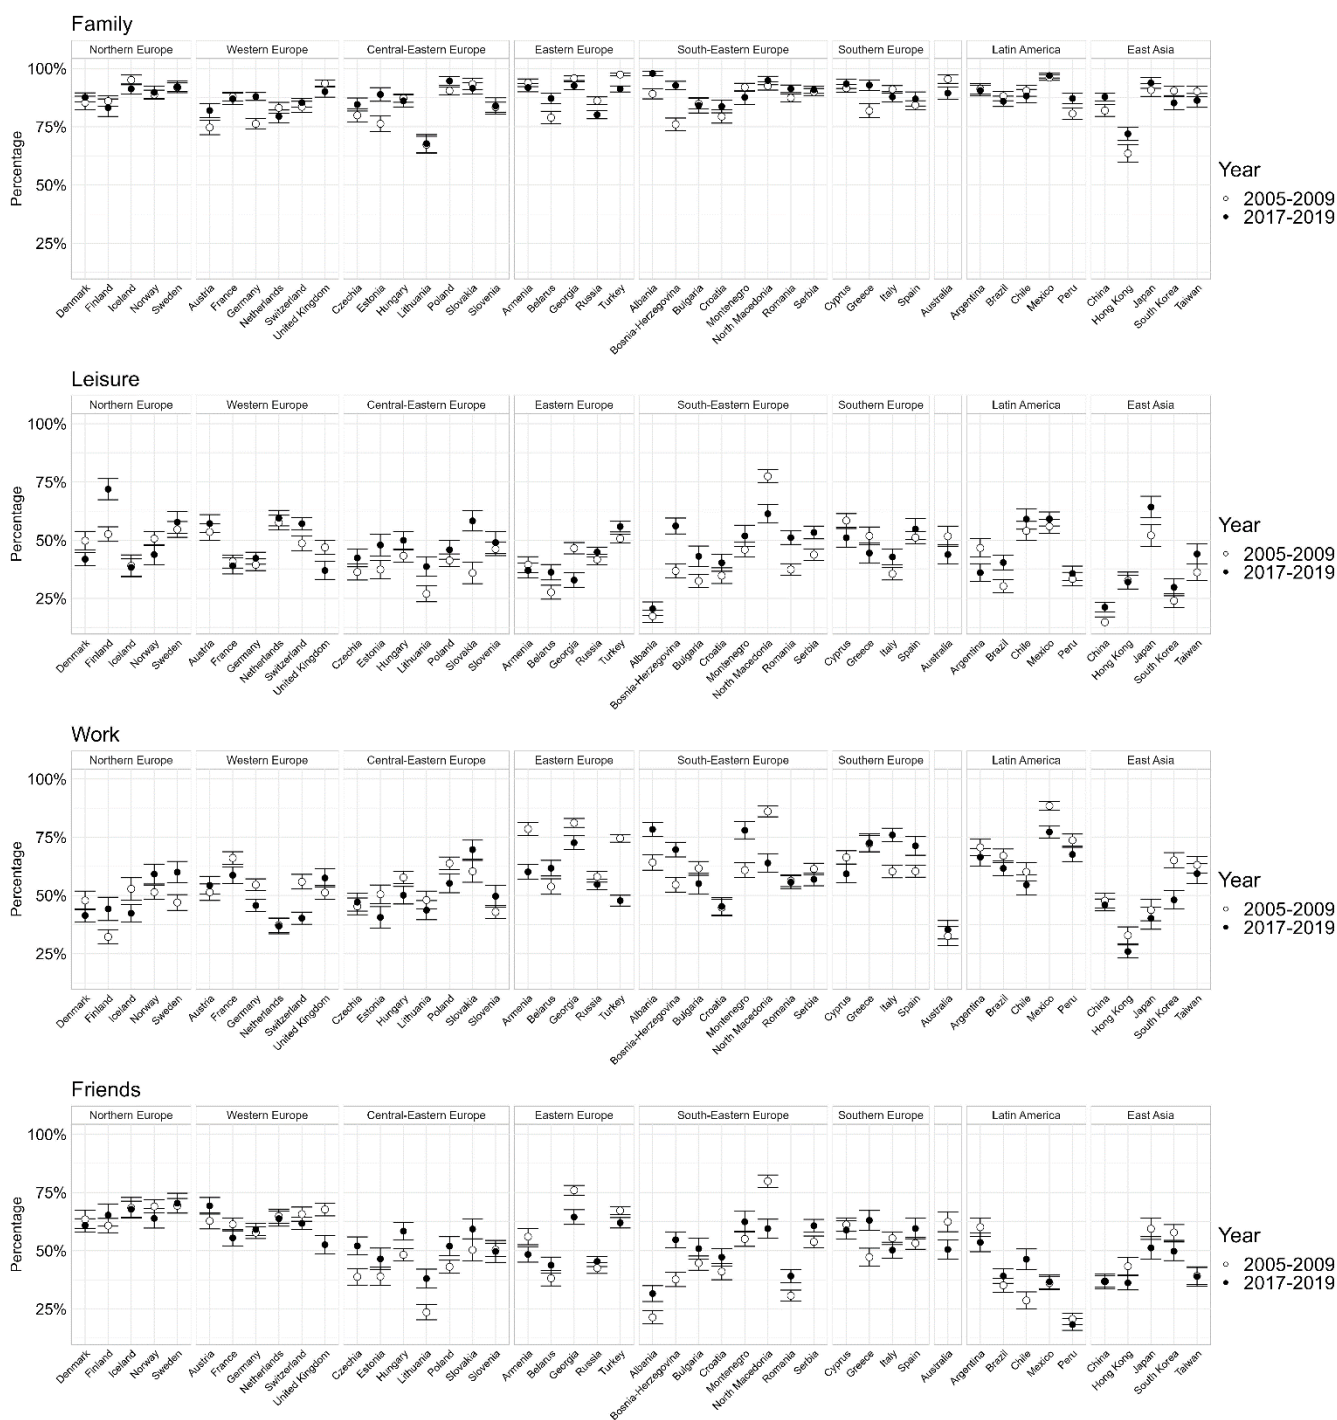 Family
Northern Europe Western Europe Central-Eastern Europe Eastern Europe South-Eastern Europe Southern Europe Latin America East Asia
100%
75%
50%
25%
Percentage
Denmark Finland Iceland Norway Sweden Austria France Germany Netherlands Switzerland United Kingdom Czechia Estonia Hungary Lithuania Poland Slovakia Slovenia Armenia Belarus Georgia Russia Turkey Albania Bosnia-Herzegovina Bulgaria Croatia Montenegro North Macedonia Romania Serbia Cyprus Greece Italy Spain Australia Argentina Brazil Chile Mexico Peru China Hong Kong Japan South Korea Taiwan
Year
2005-2009
2017-2019
Leisure
Northern Europe Western Europe Central-Eastern Europe Eastern Europe South-Eastern Europe Southern Europe Latin America East Asia
100%
75%
50%
25%
Percentage
Denmark Finland Iceland Norway Sweden Austria France Germany Netherlands Switzerland United Kingdom Czechia Estonia Hungary Lithuania Poland Slovakia Slovenia Armenia Belarus Georgia Russia Turkey Albania Bosnia-Herzegovina Bulgaria Croatia Montenegro North Macedonia Romania Serbia Cyprus Greece Italy Spain Australia Argentina Brazil Chile Mexico Peru China Hong Kong Japan South Korea Taiwan
Year
2005-2009
2017-2019
Work
Northern Europe Western Europe Central-Eastern Europe Eastern Europe South-Eastern Europe Southern Europe Latin America East Asia
100%
75%
50%
25%
Percentage
Denmark Finland Iceland Norway Sweden Austria France Germany Netherlands Switzerland United Kingdom Czechia Estonia Hungary Lithuania Poland Slovakia Slovenia Armenia Belarus Georgia Russia Turkey Albania Bosnia-Herzegovina Bulgaria Croatia Montenegro North Macedonia Romania Serbia Cyprus Greece Italy Spain Australia Argentina Brazil Chile Mexico Peru China Hong Kong Japan South Korea Taiwan
Year
2005-2009
2017-2019
Friends
Northern Europe Western Europe Central-Eastern Europe Eastern Europe South-Eastern Europe Southern Europe Latin America East Asia
100%
75%
50%
25%
Percentage
Denmark Finland Iceland Norway Sweden Austria France Germany Netherlands Switzerland United Kingdom Czechia Estonia Hungary Lithuania Poland Slovakia Slovenia Armenia Belarus Georgia Russia Turkey Albania Bosnia-Herzegovina Bulgaria Croatia Montenegro North Macedonia Romania Serbia Cyprus Greece Italy Spain Australia Argentina Brazil Chile Mexico Peru China Hong Kong Japan South Korea Taiwan
Year
2005-2009
2017-2019